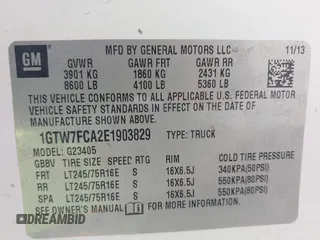 GM
MFD BY GENERAL MOTORS LLC 11/13
GVWR GAWR FRT GAWR RR
3901 KG 1860 KG 2431 KG
8600 LB 4100 LB 5360 LB
THIS VEHICLE CONFORMS TO ALL APPLICABLE U.S. FEDERAL MOTOR
VEHICLE SAFETY STANDARDS IN EFFECT ON THE DATE OF
MANUFACTURE SHOWN ABOVE.
1GTW7FCA2E1903829 TYPE: TRUCK
MODEL: G23405
GBBV TIRE SIZE SPEED RTG RIM COLD TIRE PRESSURE
FRT LT245/75R16E S 16X6.5J 340KPA(50PSI)
RR LT245/75R16E S 16X6.5J 550KPA(80PSI)
SPA LT245/75R16E S 16X6.5J 550KPA(80PSI)
SEE OWNER'S MANUAL FOR ADDITIONAL INFORMATION
DREAMBID